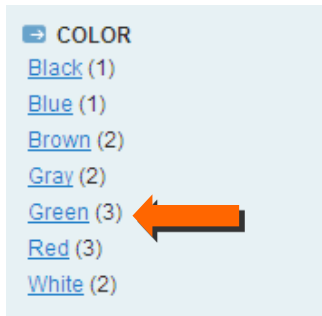 COLOR
Black (1)
Blue (1)
Brown (2)
Gray (2)
Green (3)
Red (3)
White (2)